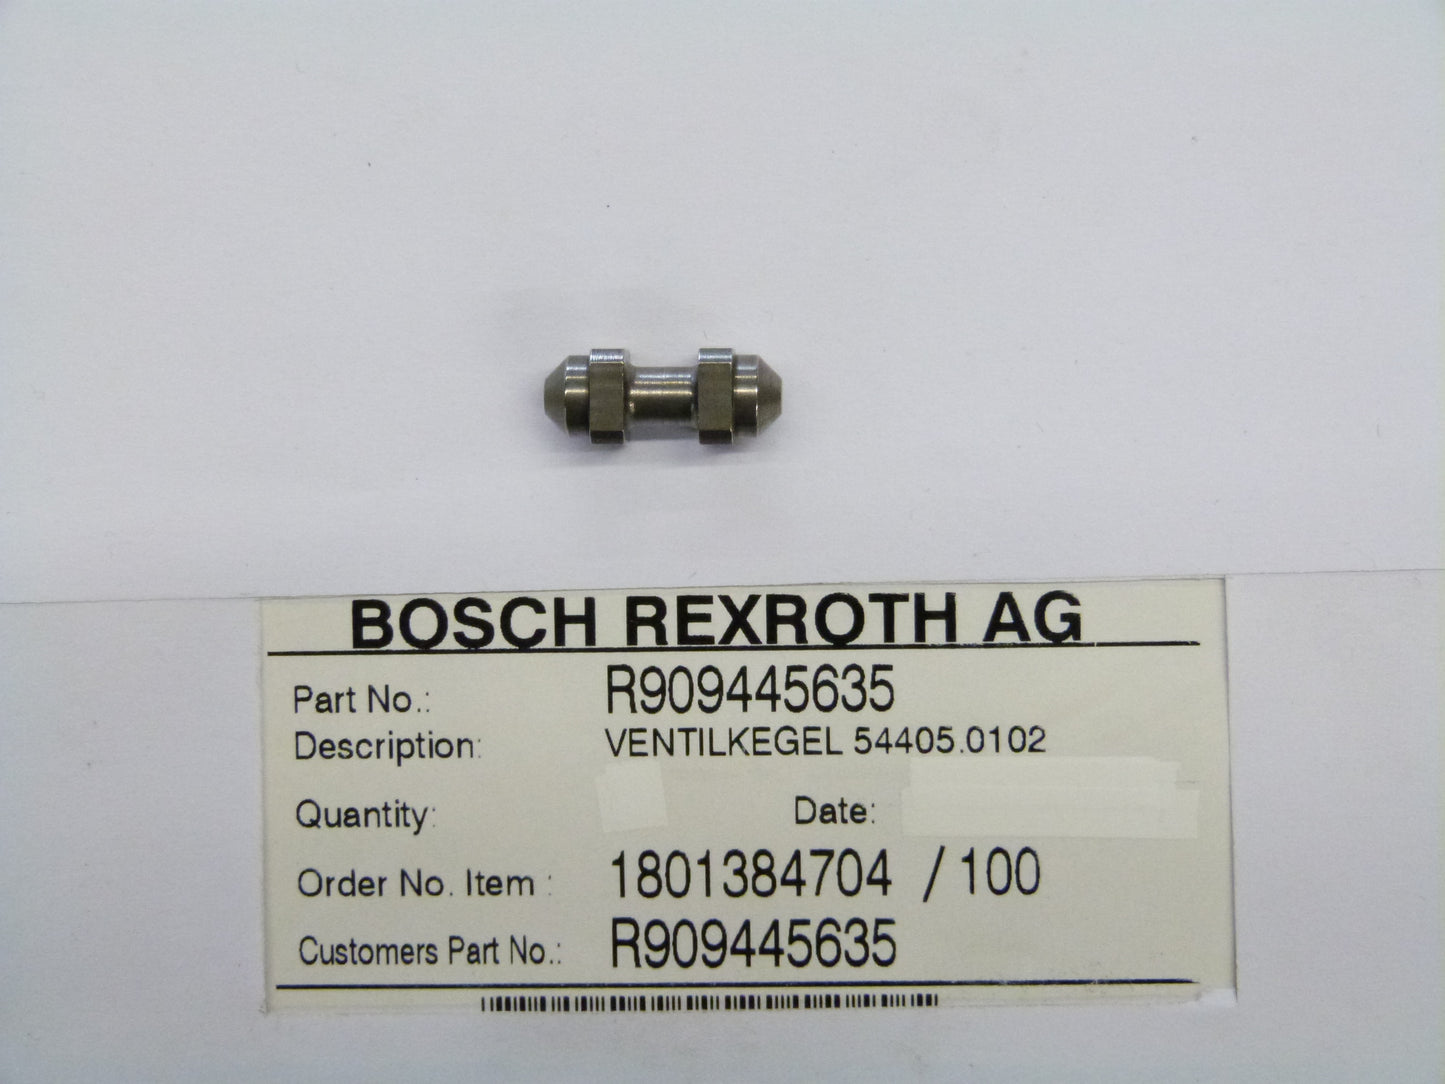 BOSCH REXROTH AG
Part No.: R909445635
Description: VENTILKEGEL 54405.0102
Quantity: Date:
Order No. Item : 1801384704 / 100
Customers Part No.: R909445635